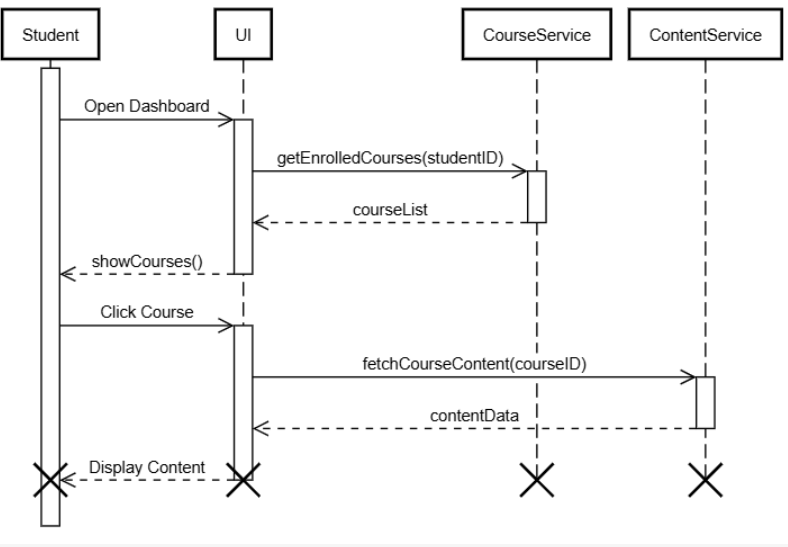 Student
UI
CourseService
ContentService
Open Dashboard
getEnrolledCourses(studentID)
courseList
showCourses()
Click Course
fetchCourseContent(courseID)
contentData
Display Content